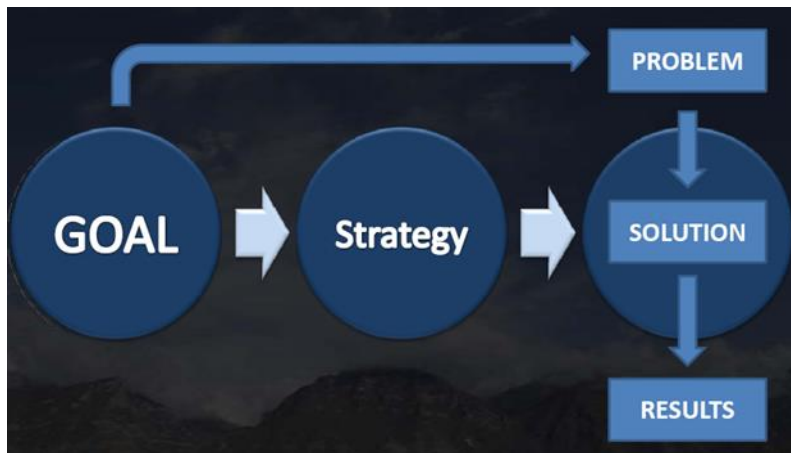 PROBLEM
GOAL
Strategy
SOLUTION
RESULTS